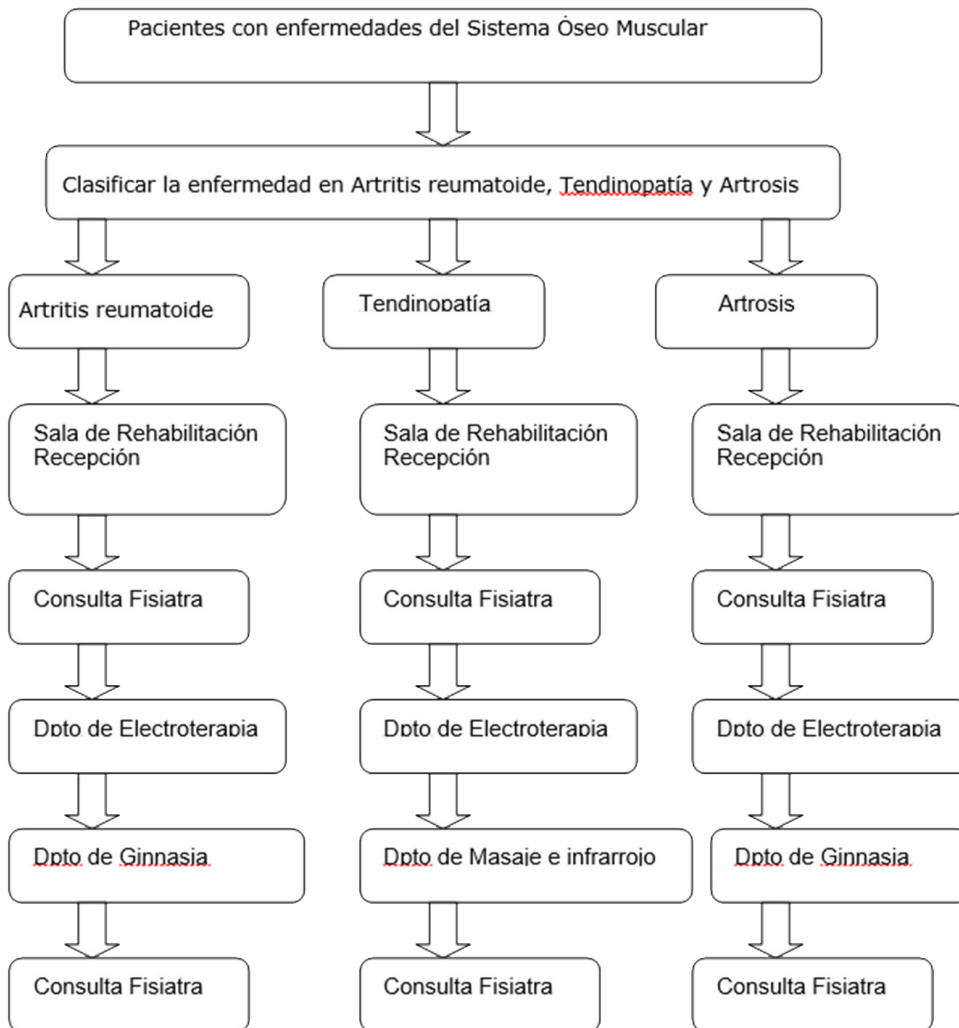 Pacientes con enfermedades del Sistema Óseo Muscular
Clasificar la enfermedad en Artritis reumatoide, Tendinopatía y Artrosis
Artritis reumatoide
Tendinopatía
Artrosis
Sala de Rehabilitación
Recepción
Sala de Rehabilitación
Recepción
Sala de Rehabilitación
Recepción
Consulta Fisiatra
Consulta Fisiatra
Consulta Fisiatra
Dpto de Electroterapia
Dpto de Electroterapia
Dpto de Electroterapia
Dpto de Ginnasia
Dpto de Masaje e infrarrojo
Dpto de Ginnasia
Consulta Fisiatra
Consulta Fisiatra
Consulta Fisiatra